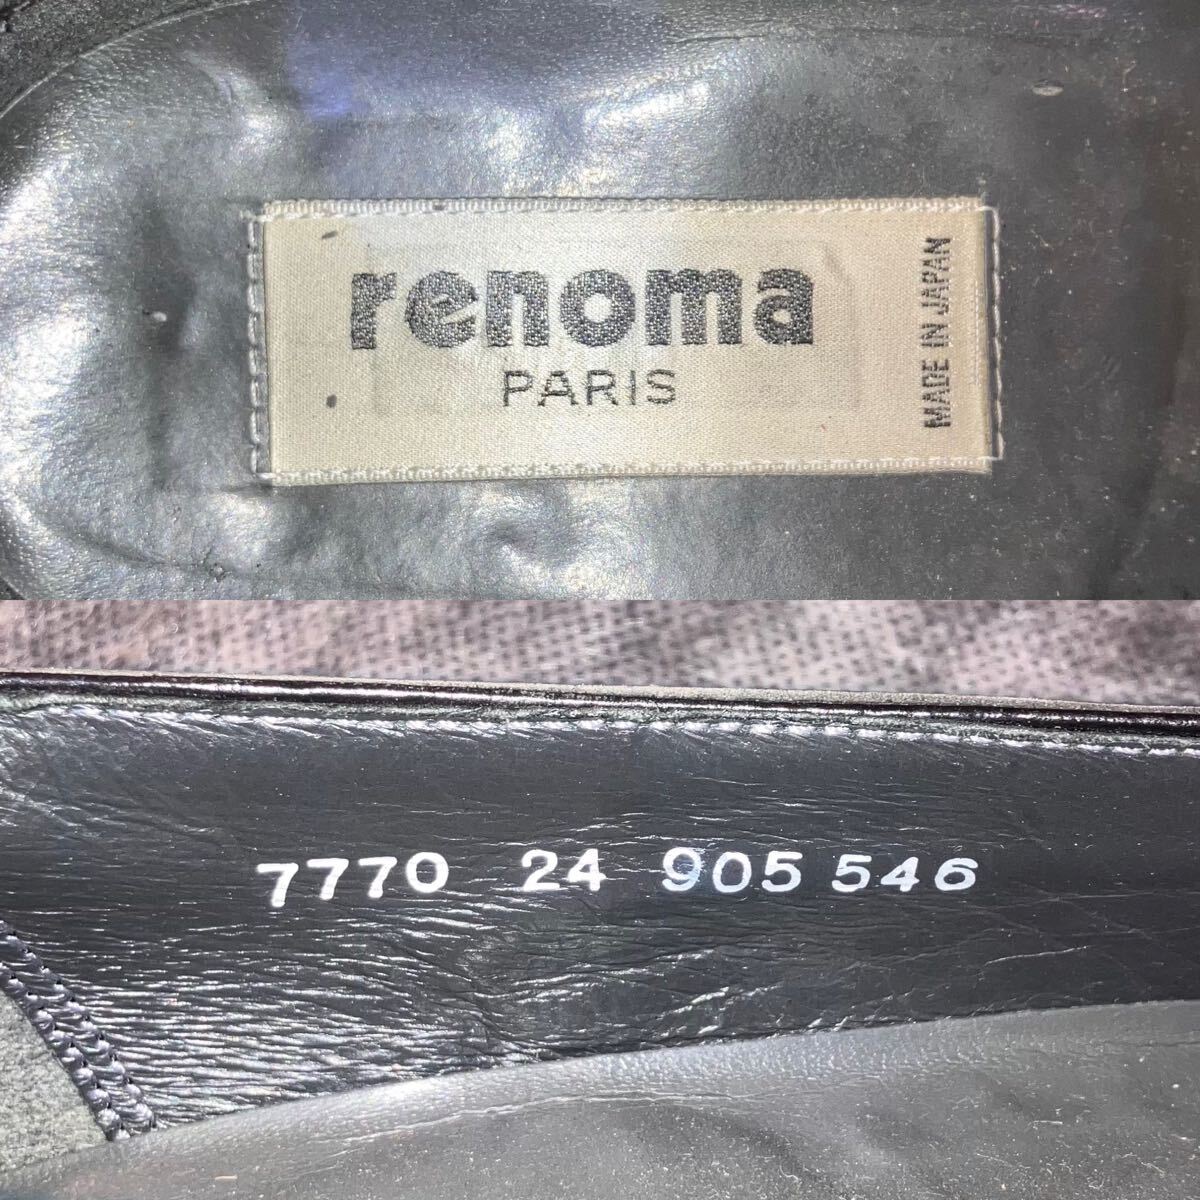 renoma
PARIS
MADE IN JAPAN
7770 24 905 546